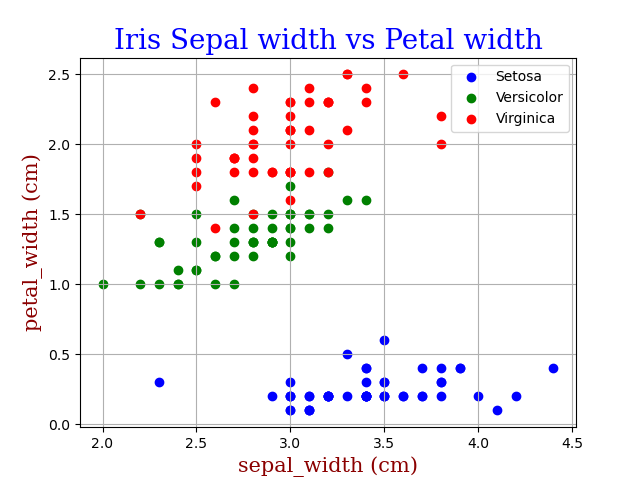 Iris Sepal width vs Petal width
Setosa
Versicolor
Virginica
petal_width (cm)
2.5
2.0
1.5
1.0
0.5
0.0
2.0 2.5 3.0 3.5 4.0 4.5
sepal_width (cm)